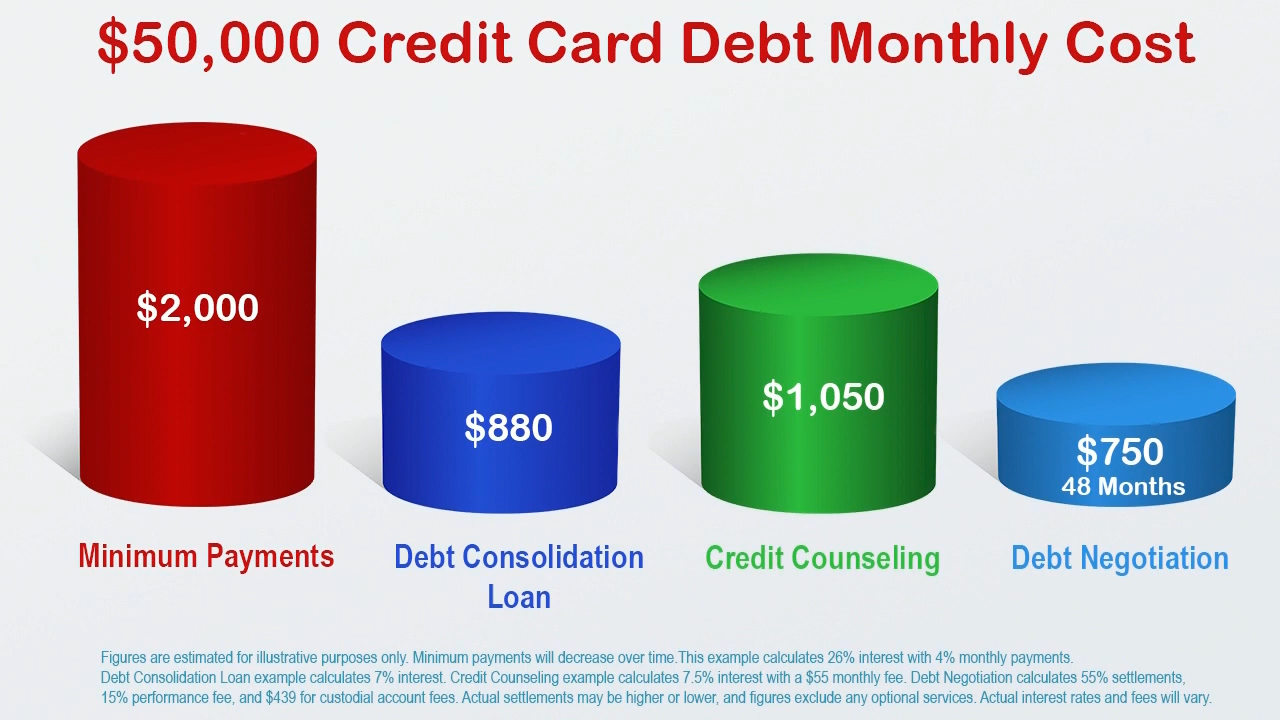 $50,000 Credit Card Debt Monthly Cost
$2,000
$880
$1,050
$750
48 Months
Minimum Payments
Debt Consolidation
Loan
Credit Counseling
Debt Negotiation
Figures are estimated for illustrative purposes only. Minimum payments will decrease over time.This example calculates 26% interest with 4% monthly payments.
Debt Consolidation Loan example calculates 7% interest. Credit Counseling example calculates 7.5% interest with a $55 monthly fee. Debt Negotiation calculates 55% settlements,
15% performance fee, and $439 for custodial account fees. Actual settlements may be higher or lower, and figures exclude any optional services. Actual interest rates and fees will vary.